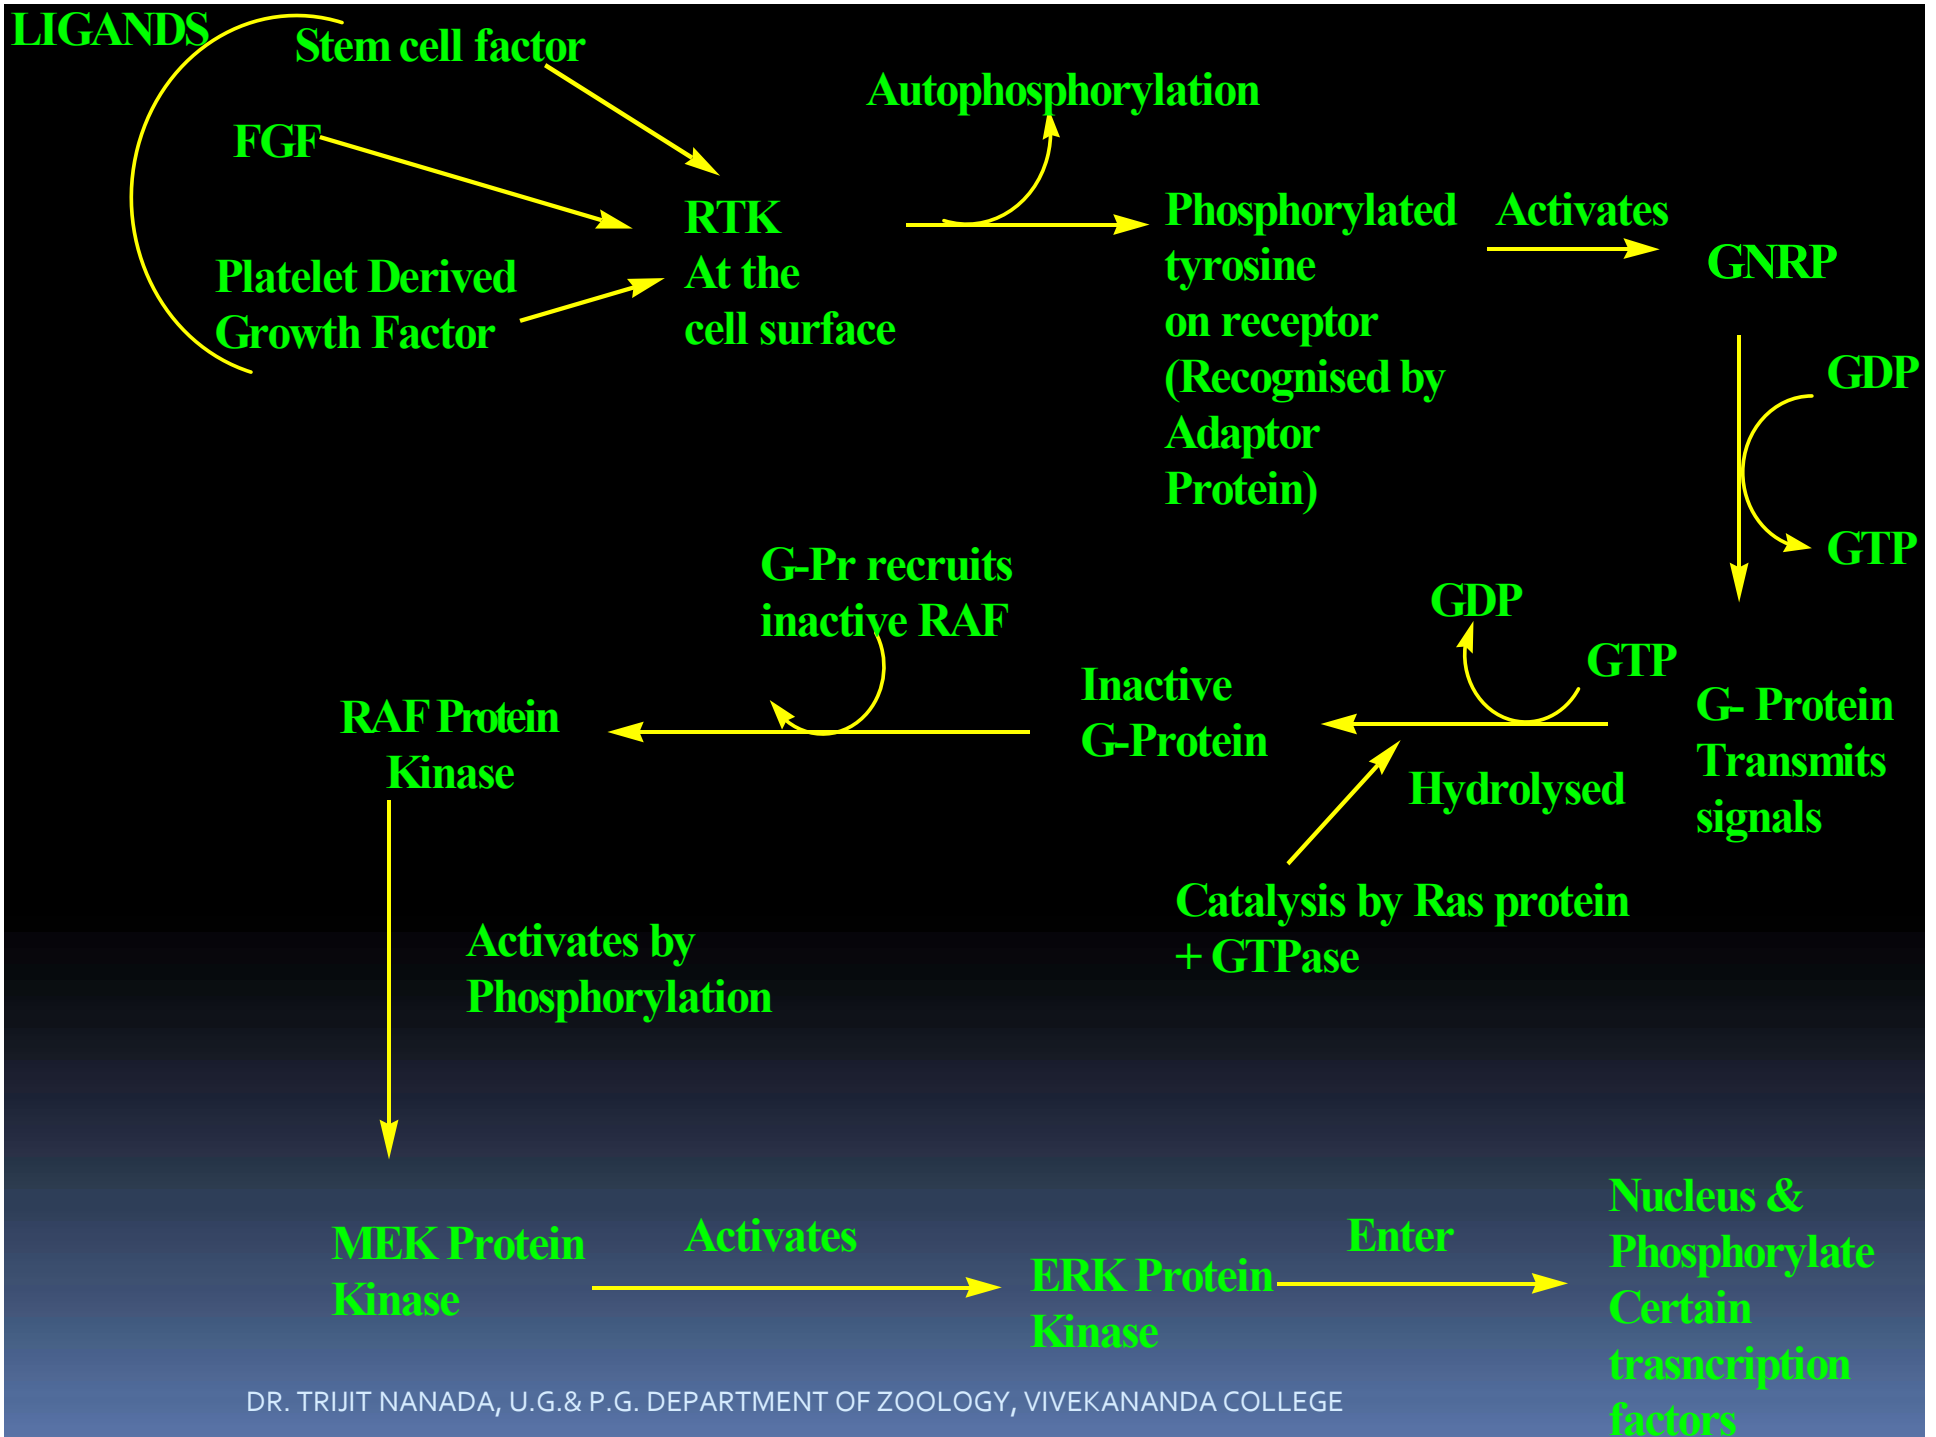 LIGANDS
Stem cell factor
FGF
Platelet Derived
Growth Factor
RTK
At the
cell surface
Autophosphorylation
Phosphorylated
tyrosine
on receptor
(Recognised by
Adaptor
Protein)
Activates
GNRP
GDP
GTP
G- Protein
Transmits
signals
GTP
GDP
Hydrolysed
Catalysis by Ras protein
+ GTPase
Inactive
G-Protein
G-Pr recruits
inactive RAF
RAF Protein
Kinase
Activates by
Phosphorylation
MEK Protein
Kinase
Activates
ERK Protein
Kinase
Enter
Nucleus &
Phosphorylate
Certain
trasncription
factors
DR. TRIJIT NANADA, U.G.& P.G. DEPARTMENT OF ZOOLOGY, VIVEKANANDA COLLEGE